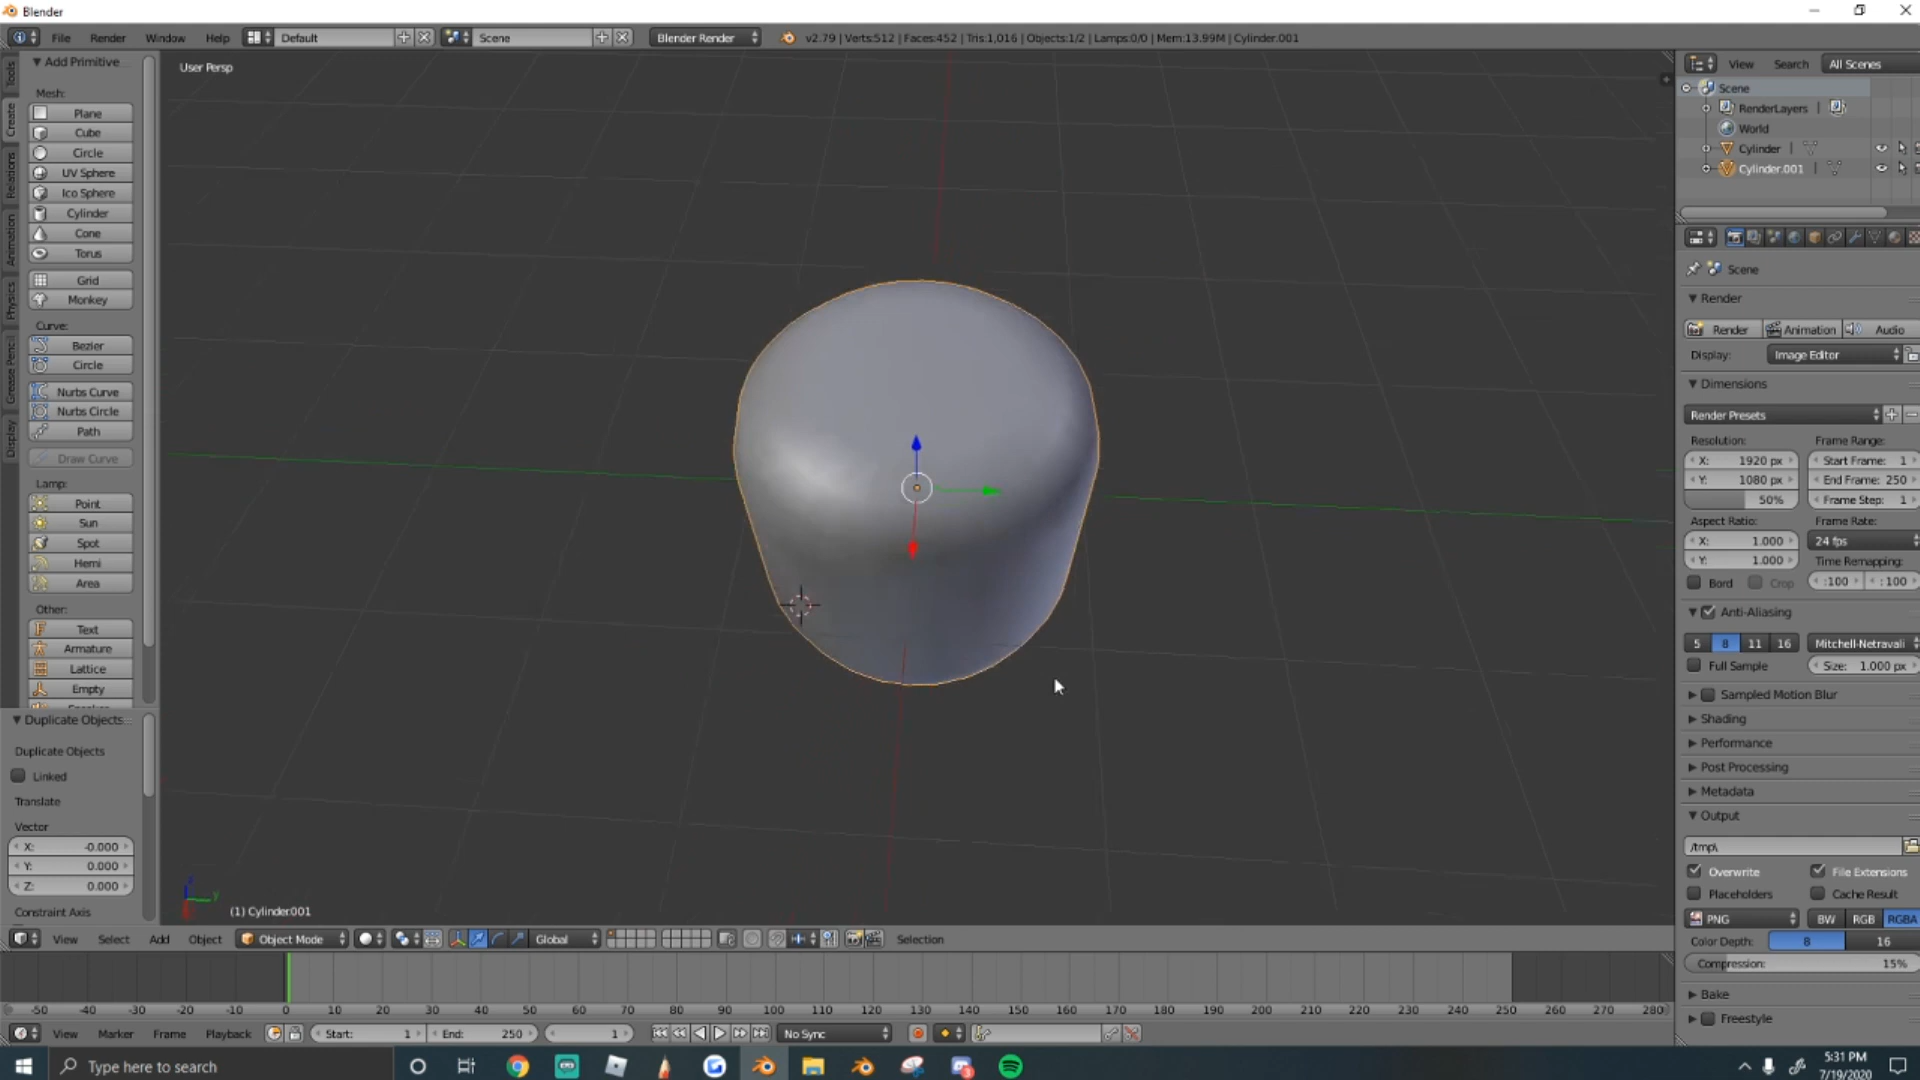 Blender
File Render Window Help Default Scene Blender Render v2.79 | Verts:512 | Faces:452 | Tris:1,016 | Objects:1/2 | Lamps:0/0 | Mem:13.99M | Cylinder.001
Tools
Create
Relations
Animation
Physics
Grease Pencil
Display
Add Primitive
Mesh:
Plane
Cube
Circle
UV Sphere
Ico Sphere
Cylinder
Cone
Torus
Grid
Monkey
Curve:
Bezier
Circle
Nurbs Curve
Nurbs Circle
Path
Draw Curve
Lamp:
Point
Sun
Spot
Hemi
Area
Other:
Text
Armature
Lattice
Empty
Duplicate Objects
Duplicate Objects
Linked
Translate
Vector
X: -0.000
Y: 0.000
Z: 0.000
Constraint Axis
User Persp
(1) Cylinder.001
View Search All Scenes
Scene
RenderLayers |
World
Cylinder |
Cylinder.001 |
Scene
Render
Render Animation Audio
Display: Image Editor
Dimensions
Render Presets
Resolution: Frame Range:
X: 1920 px Start Frame: 1
Y: 1080 px End Frame: 250
50% Frame Step: 1
Aspect Ratio: Frame Rate:
X: 1.000 24 fps
Y: 1.000 Time Remapping:
Bord Crop :100 :100
Anti-Aliasing
5 8 11 16 Mitchell-Netravali
Full Sample Size: 1.000 px
Sampled Motion Blur
Shading
Performance
Post Processing
Metadata
Output
/tmp\
Overwrite File Extensions
Placeholders Cache Result
PNG BW RGB RGBA
Color Depth: 8 16
Compression: 15%
Bake
Freestyle
View Select Add Object Object Mode Global Selection
-50 -40 -30 -20 -10 0 10 20 30 40 50 60 70 80 90 100 110 120 130 140 150 160 170 180 190 200 210 220 230 240 250 260 270 280
View Marker Frame Playback Start: 1 End: 250 1 No Sync
Type here to search
5:31 PM
7/19/2020